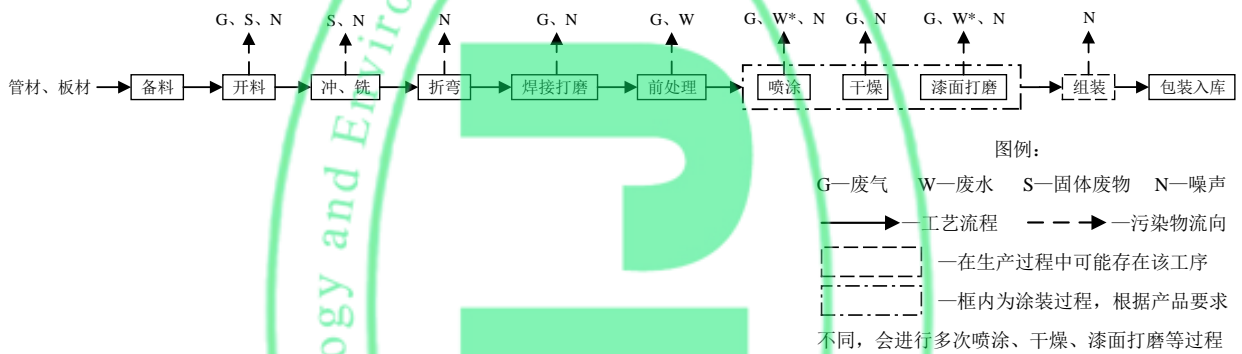 G、S、N S、N N G、N G、W G、W*、N G、N G、W*、N N
管材、板材 备料 开料 冲、铣 折弯 焊接打磨 前处理 喷涂 干燥 漆面打磨 组装 包装入库
图例：
G—废气 W—废水 S—固体废物 N—噪声
—工艺流程 —污染物流向
—在生产过程中可能存在该工序
—框内为涂装过程，根据产品要求
不同，会进行多次喷涂、干燥、漆面打磨等过程
ology and Enviro